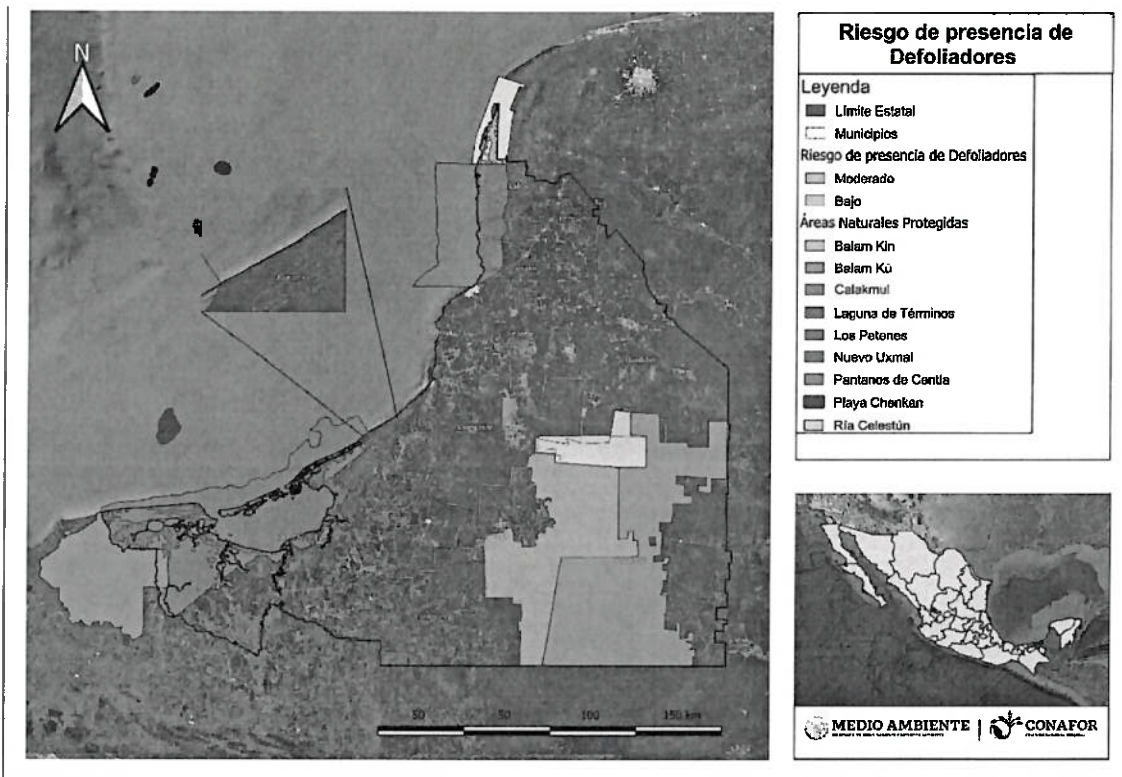 N
50 50 100 150 km
Riesgo de presencia de
Defoliadores
Leyenda
Límite Estatal
Municipios
Riesgo de presencia de Defoliadores
Moderado
Bajo
Áreas Naturales Protegidas
Balam Kin
Balam Kú
Calakmul
Laguna de Términos
Los Petenes
Nuevo Uxmal
Pantanos de Centla
Playa Chenkan
Ría Celestún
MEDIO AMBIENTE
CONAFOR